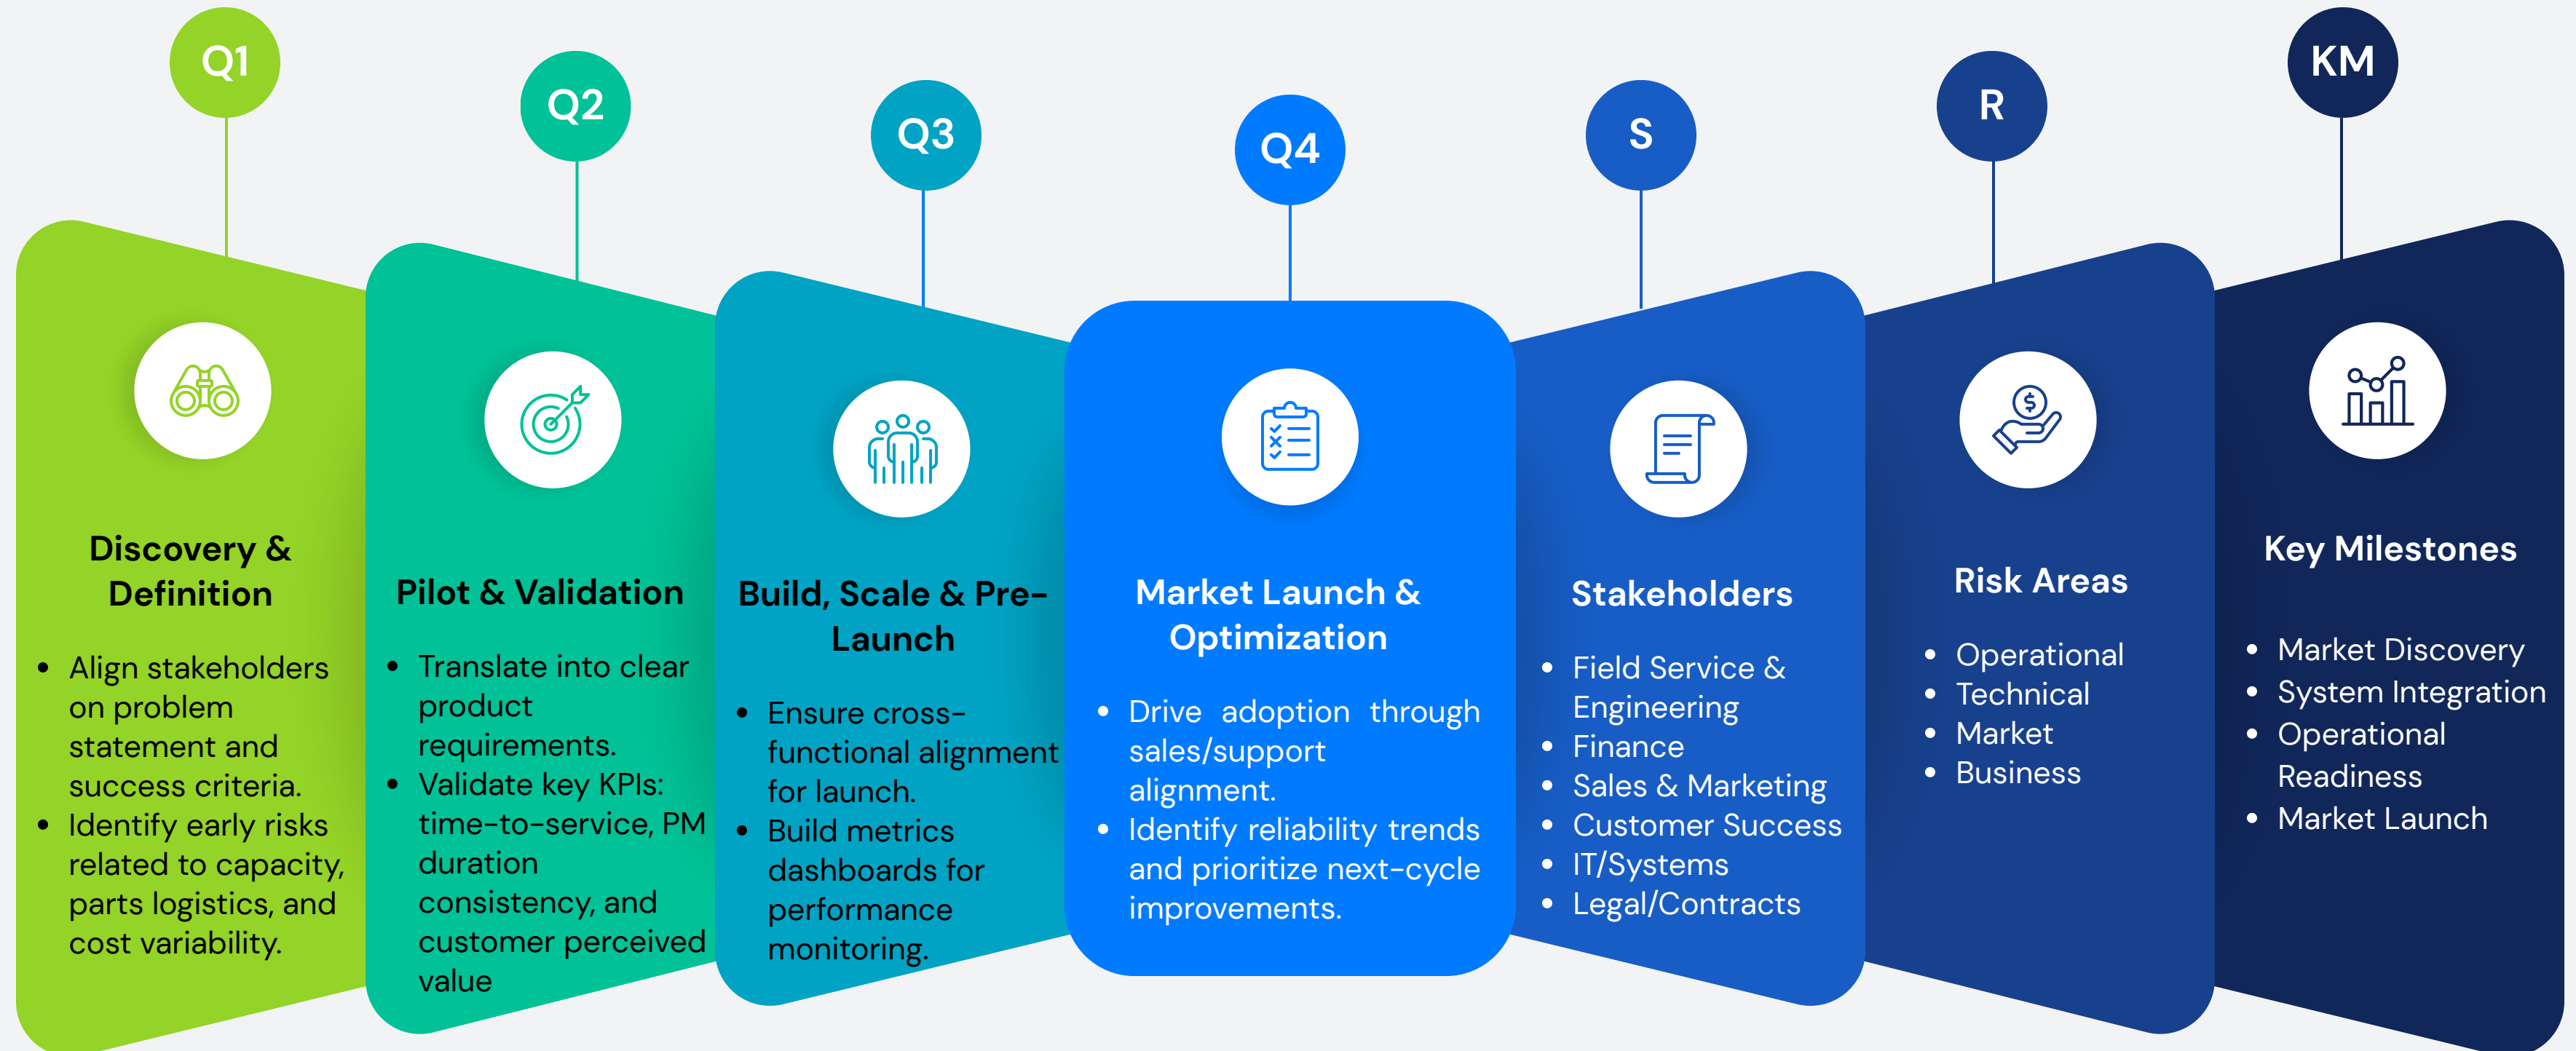 Q1
Discovery &
Definition
• Align stakeholders
on problem
statement and
success criteria.
• Identify early risks
related to capacity,
parts logistics, and
cost variability.
Q2
Pilot & Validation
• Translate into clear
product
requirements.
• Validate key KPIs:
time-to-service, PM
duration
consistency, and
customer perceived
value
Q3
Build, Scale & Pre-
Launch
• Ensure cross-
functional alignment
for launch.
• Build metrics
dashboards for
performance
monitoring.
Q4
Market Launch &
Optimization
• Drive adoption through
sales/support
alignment.
• Identify reliability trends
and prioritize next-cycle
improvements.
S
Stakeholders
• Field Service &
Engineering
• Finance
• Sales & Marketing
• Customer Success
• IT/Systems
• Legal/Contracts
R
$
Risk Areas
• Operational
• Technical
• Market
• Business
KM
Key Milestones
• Market Discovery
• System Integration
• Operational
Readiness
• Market Launch